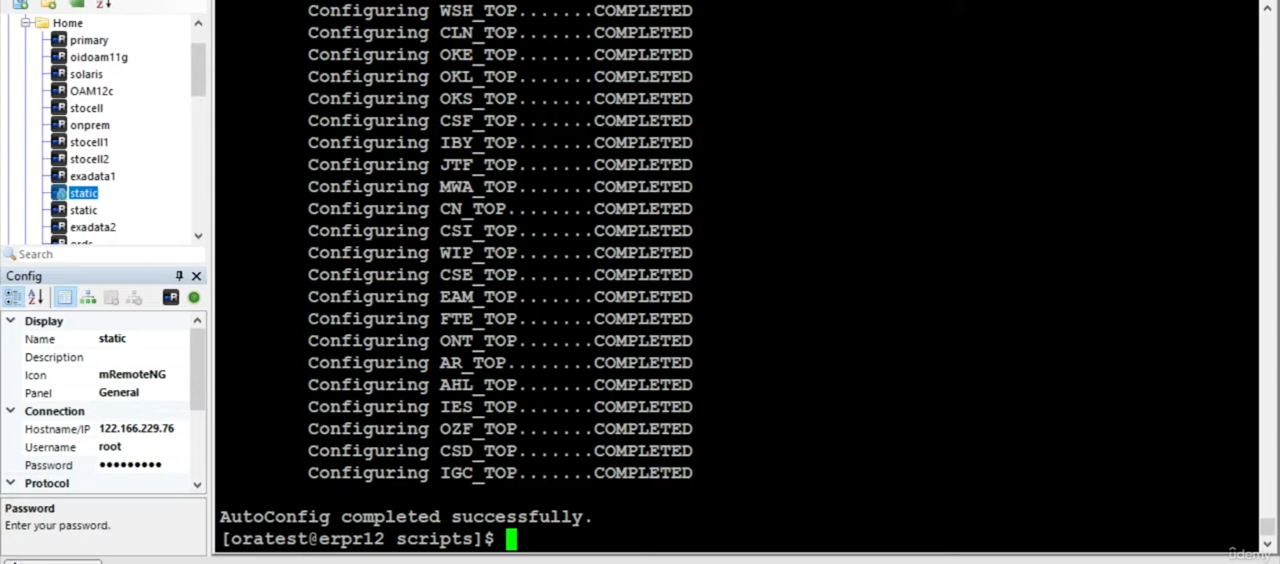 Home
primary
oidoam11g
solaris
OAM12c
stocell
onprem
stocell1
stocell2
exadata1
static
static
exadata2
Search
Config
Display
Name static
Description
Icon mRemoteNG
Panel General
Connection
Hostname/IP 122.166.229.76
Username root
Password ●●●●●●●●●
Protocol
Password
Enter your password.
Configuring WSH_TOP.......COMPLETED
Configuring CLN_TOP.......COMPLETED
Configuring OKE_TOP.......COMPLETED
Configuring OKL_TOP.......COMPLETED
Configuring OKS_TOP.......COMPLETED
Configuring CSF_TOP.......COMPLETED
Configuring IBY_TOP.......COMPLETED
Configuring JTF_TOP.......COMPLETED
Configuring MWA_TOP.......COMPLETED
Configuring CN_TOP........COMPLETED
Configuring CSI_TOP.......COMPLETED
Configuring WIP_TOP.......COMPLETED
Configuring CSE_TOP.......COMPLETED
Configuring EAM_TOP.......COMPLETED
Configuring FTE_TOP.......COMPLETED
Configuring ONT_TOP.......COMPLETED
Configuring AR_TOP........COMPLETED
Configuring AHL_TOP.......COMPLETED
Configuring IES_TOP.......COMPLETED
Configuring OZF_TOP.......COMPLETED
Configuring CSD_TOP.......COMPLETED
Configuring IGC_TOP.......COMPLETED
AutoConfig completed successfully.
[oratest@erpr12 scripts]$
Udemy